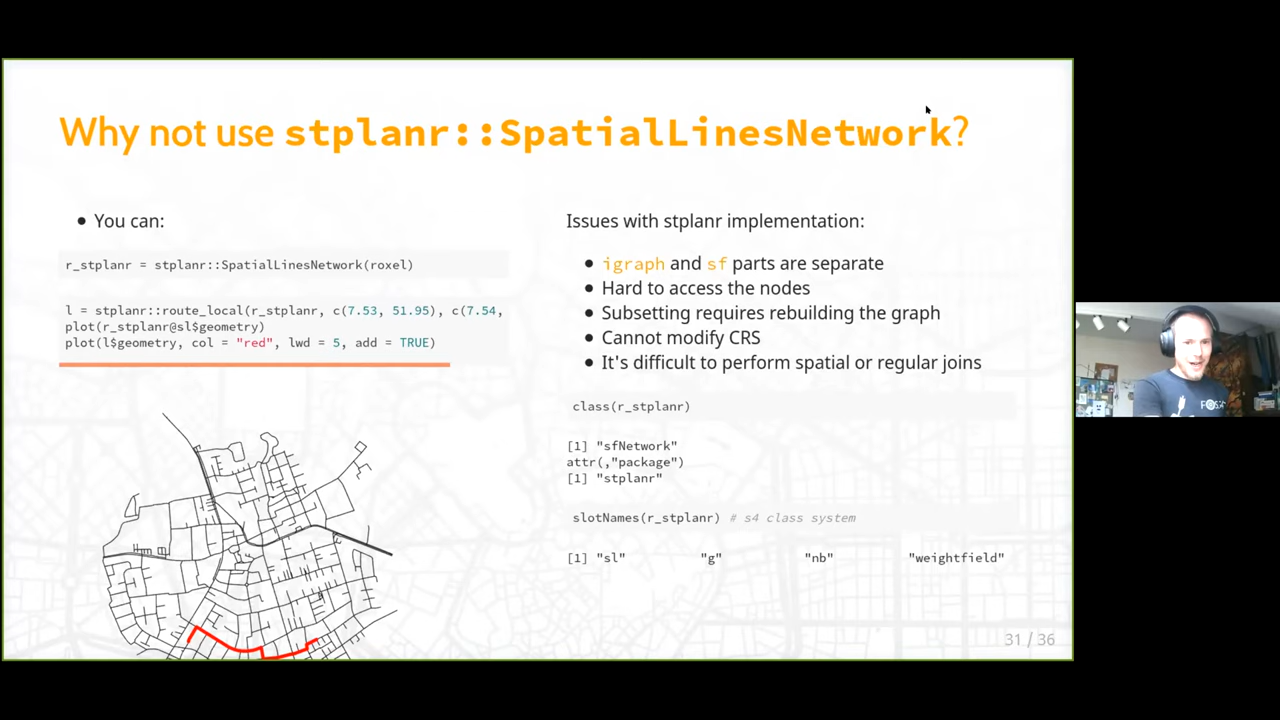 Why not use stplanr::SpatialLinesNetwork?
• You can:
r_stplanr = stplanr::SpatialLinesNetwork(roxel)
l = stplanr::route_local(r_stplanr, c(7.53, 51.95), c(7.54,
plot(r_stplanr@sl$geometry)
plot(l$geometry, col = "red", lwd = 5, add = TRUE)
Issues with stplanr implementation:
• igraph and sf parts are separate
• Hard to access the nodes
• Subsetting requires rebuilding the graph
• Cannot modify CRS
• It's difficult to perform spatial or regular joins
class(r_stplanr)
[1] "sfNetwork"
attr(,"package")
[1] "stplanr"
slotNames(r_stplanr) # s4 class system
[1] "sl" "g" "nb" "weightfield"
31 / 36